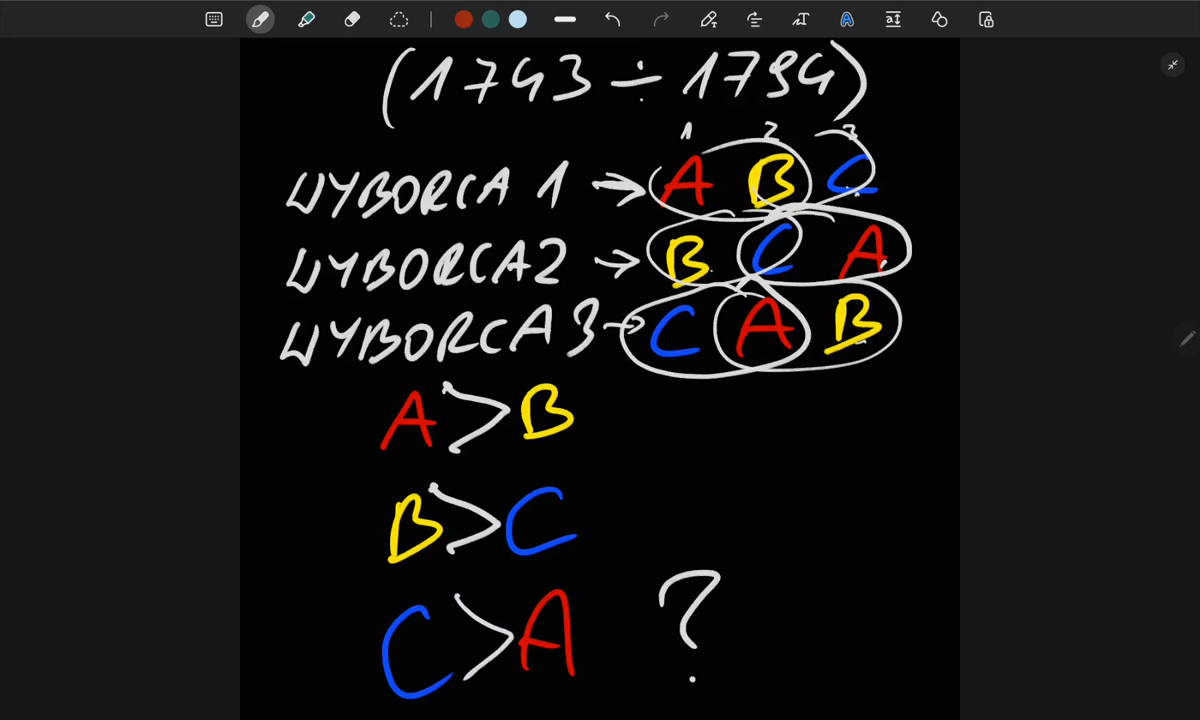 (1743÷1794)
1 2 3
WYBORCA 1 → A B C
WYBORCA 2 → B C A
WYBORCA 3 → C A B
A > B
B > C
C > A ?